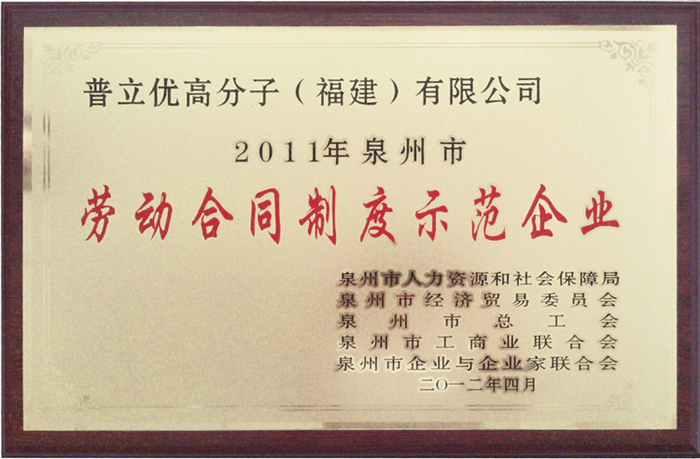 普立优高分子（福建）有限公司
2011年泉州市
劳动合同制度示范企业
泉州市人力资源和社会保障局
泉州市经济贸易委员会
泉州市总工会
泉州市工商业联合会
泉州市企业与企业家联合会
二〇一二年四月